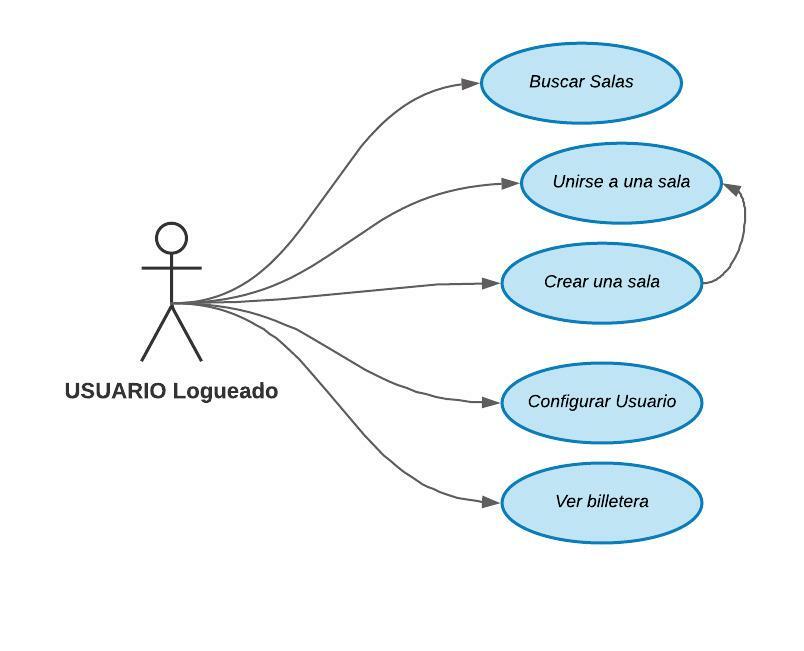 Buscar Salas
Unirse a una sala
Crear una sala
USUARIO Logueado
Configurar Usuario
Ver billetera